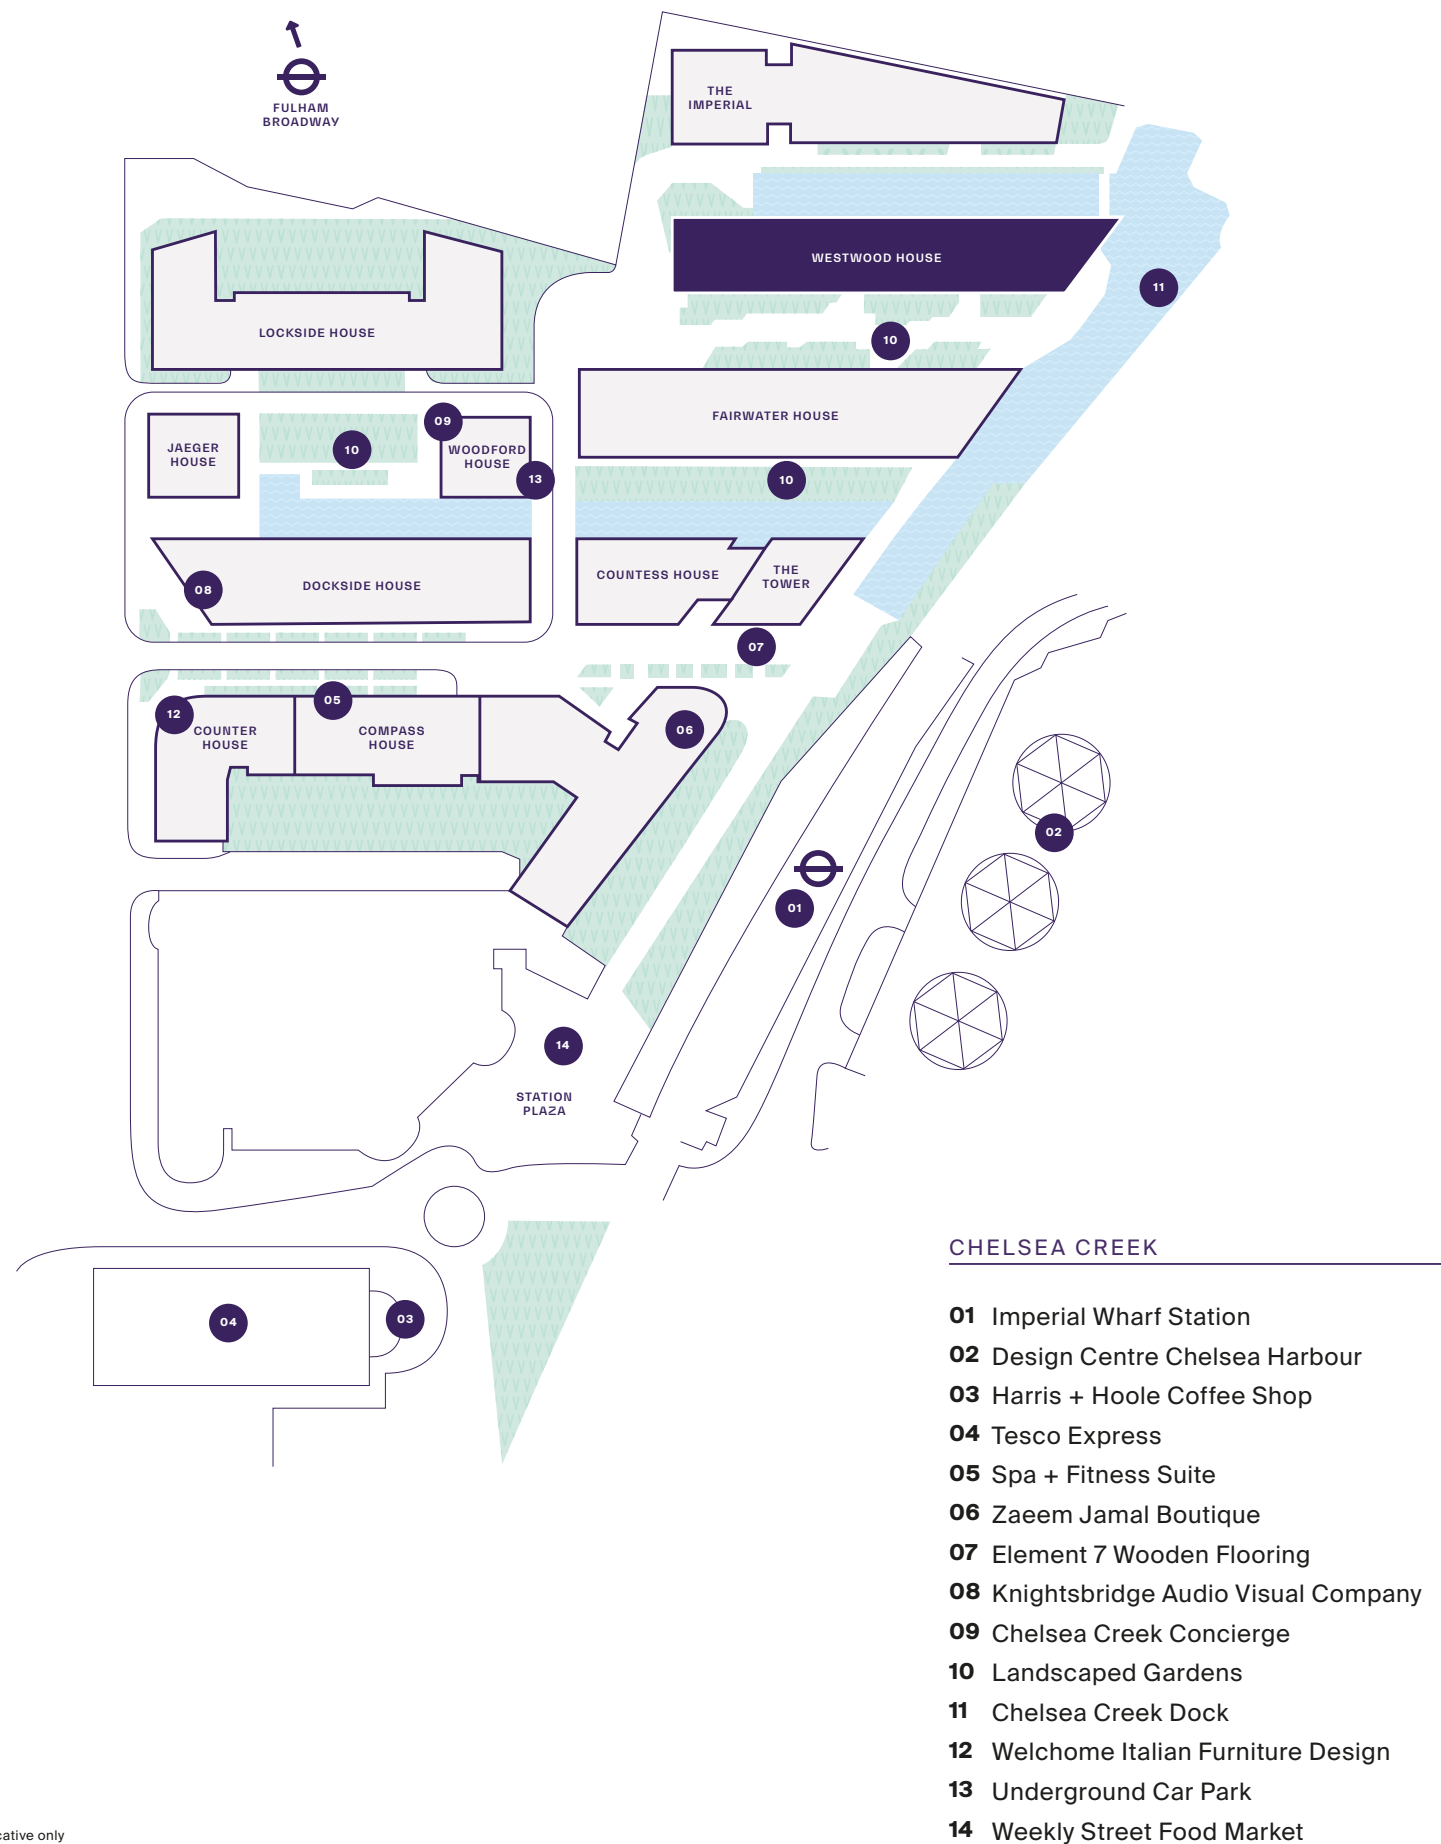 FULHAM
BROADWAY
THE
IMPERIAL
WESTWOOD HOUSE
11
LOCKSIDE HOUSE
10
FAIRWATER HOUSE
09
JAEGER
HOUSE
10
WOODFORD
HOUSE
13
10
08
DOCKSIDE HOUSE
COUNTESS HOUSE
THE
TOWER
07
12
05
06
COUNTER
HOUSE
COMPASS
HOUSE
02
01
14
STATION
PLAZA
04
03
CHELSEA CREEK
01 Imperial Wharf Station
02 Design Centre Chelsea Harbour
03 Harris + Hoole Coffee Shop
04 Tesco Express
05 Spa + Fitness Suite
06 Zaeem Jamal Boutique
07 Element 7 Wooden Flooring
08 Knightsbridge Audio Visual Company
09 Chelsea Creek Concierge
10 Landscaped Gardens
11 Chelsea Creek Dock
12 Welchome Italian Furniture Design
13 Underground Car Park
14 Weekly Street Food Market
cative only